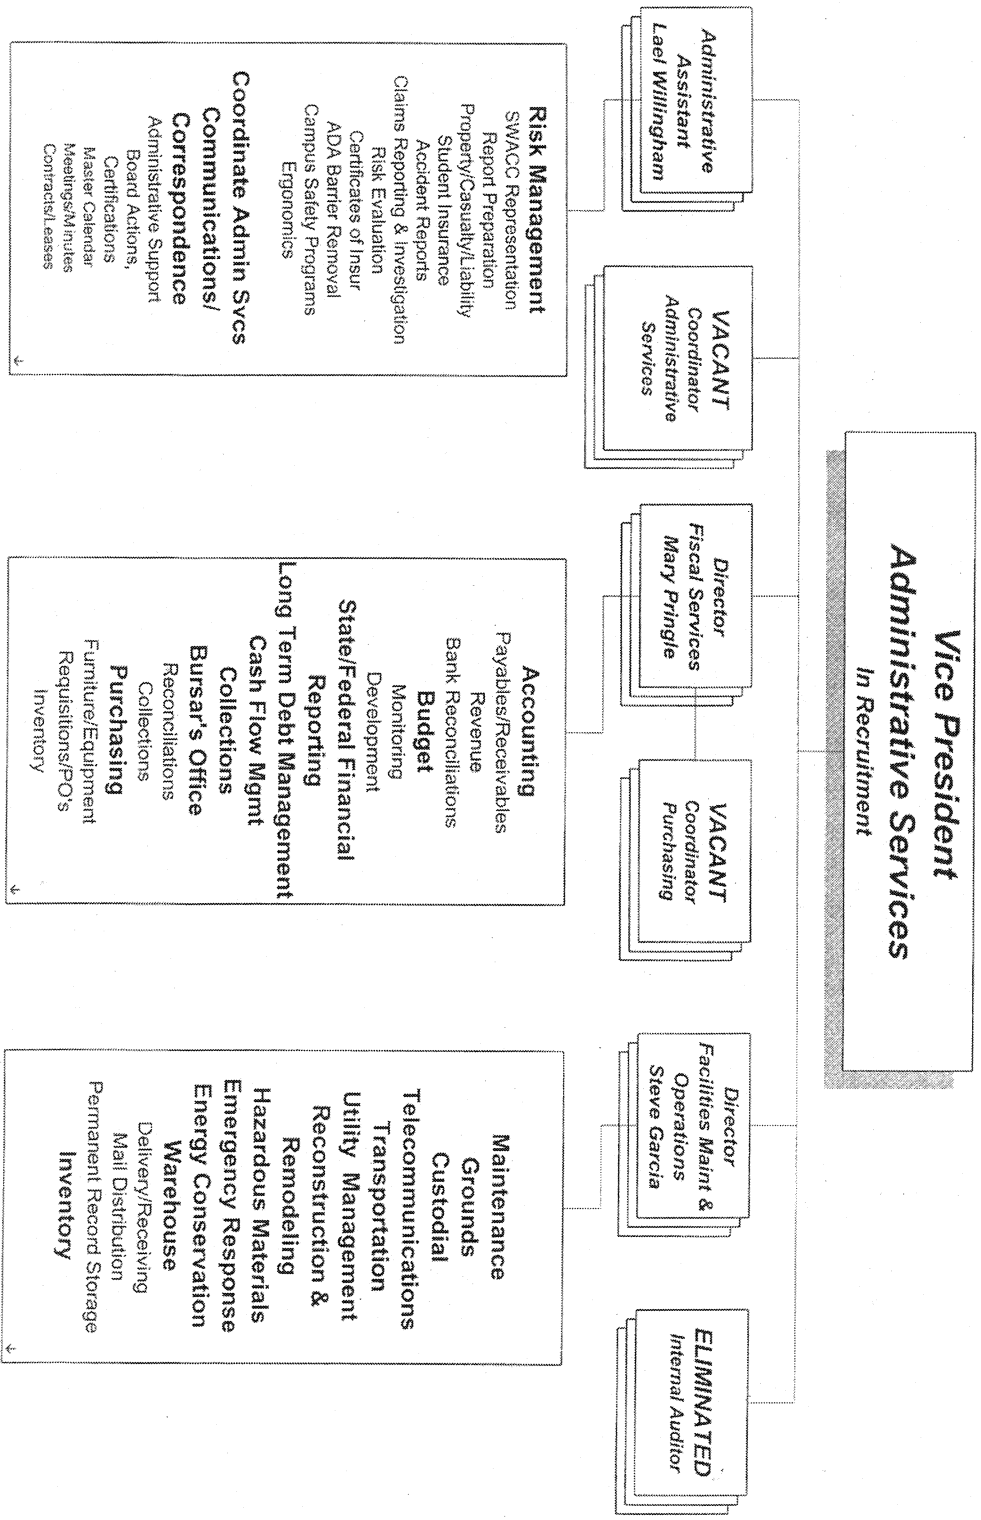 Vice President
Administrative Services
In Recruitment
Administrative
Assistant
Lael Willingham
VACANT
Coordinator
Administrative
Services
Director
Fiscal Services
Mary Pringle
VACANT
Coordinator
Purchasing
Director
Facilities Maint &
Operations
Steve Garcia
ELIMINATED
Internal Auditor
Risk Management
SWACC Representation
Report Preparation
Property/Casualty/Liability
Student Insurance
Accident Reports
Claims Reporting & Investigation
Risk Evaluation
Certificates of Insur
ADA Barrier Removal
Campus Safety Programs
Ergonomics
Coordinate Admin Svcs
Communications/
Correspondence
Administrative Support
Board Actions,
Certifications
Master Calendar
Meetings/Minutes
Contracts/Leases
Accounting
Payables/Receivables
Revenue
Bank Reconciliations
Budget
Monitoring
Development
State/Federal Financial
Reporting
Long Term Debt Management
Cash Flow Mgmt
Collections
Bursar's Office
Reconciliations
Collections
Purchasing
Furniture/Equipment
Requisitions/PO's
Inventory
Maintenance
Grounds
Custodial
Telecommunications
Transportation
Utility Management
Reconstruction &
Remodeling
Hazardous Materials
Emergency Response
Energy Conservation
Warehouse
Delivery/Receiving
Mail Distribution
Permanent Record Storage
Inventory